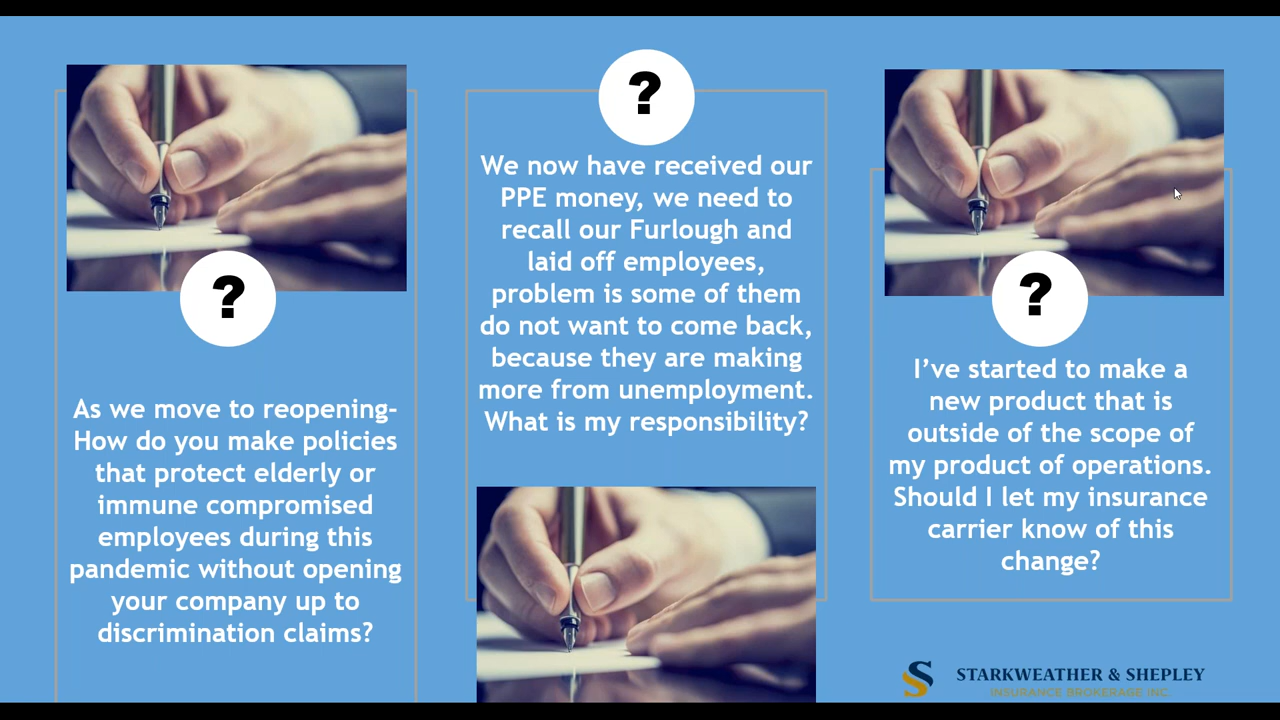 ?
As we move to reopening-
How do you make policies
that protect elderly or
immune compromised
employees during this
pandemic without opening
your company up to
discrimination claims?
?
We now have received our
PPE money, we need to
recall our Furlough and
laid off employees,
problem is some of them
do not want to come back,
because they are making
more from unemployment.
What is my responsibility?
?
I’ve started to make a
new product that is
outside of the scope of
my product of operations.
Should I let my insurance
carrier know of this
change?
STARKWEATHER & SHEPLEY
INSURANCE BROKERAGE INC.